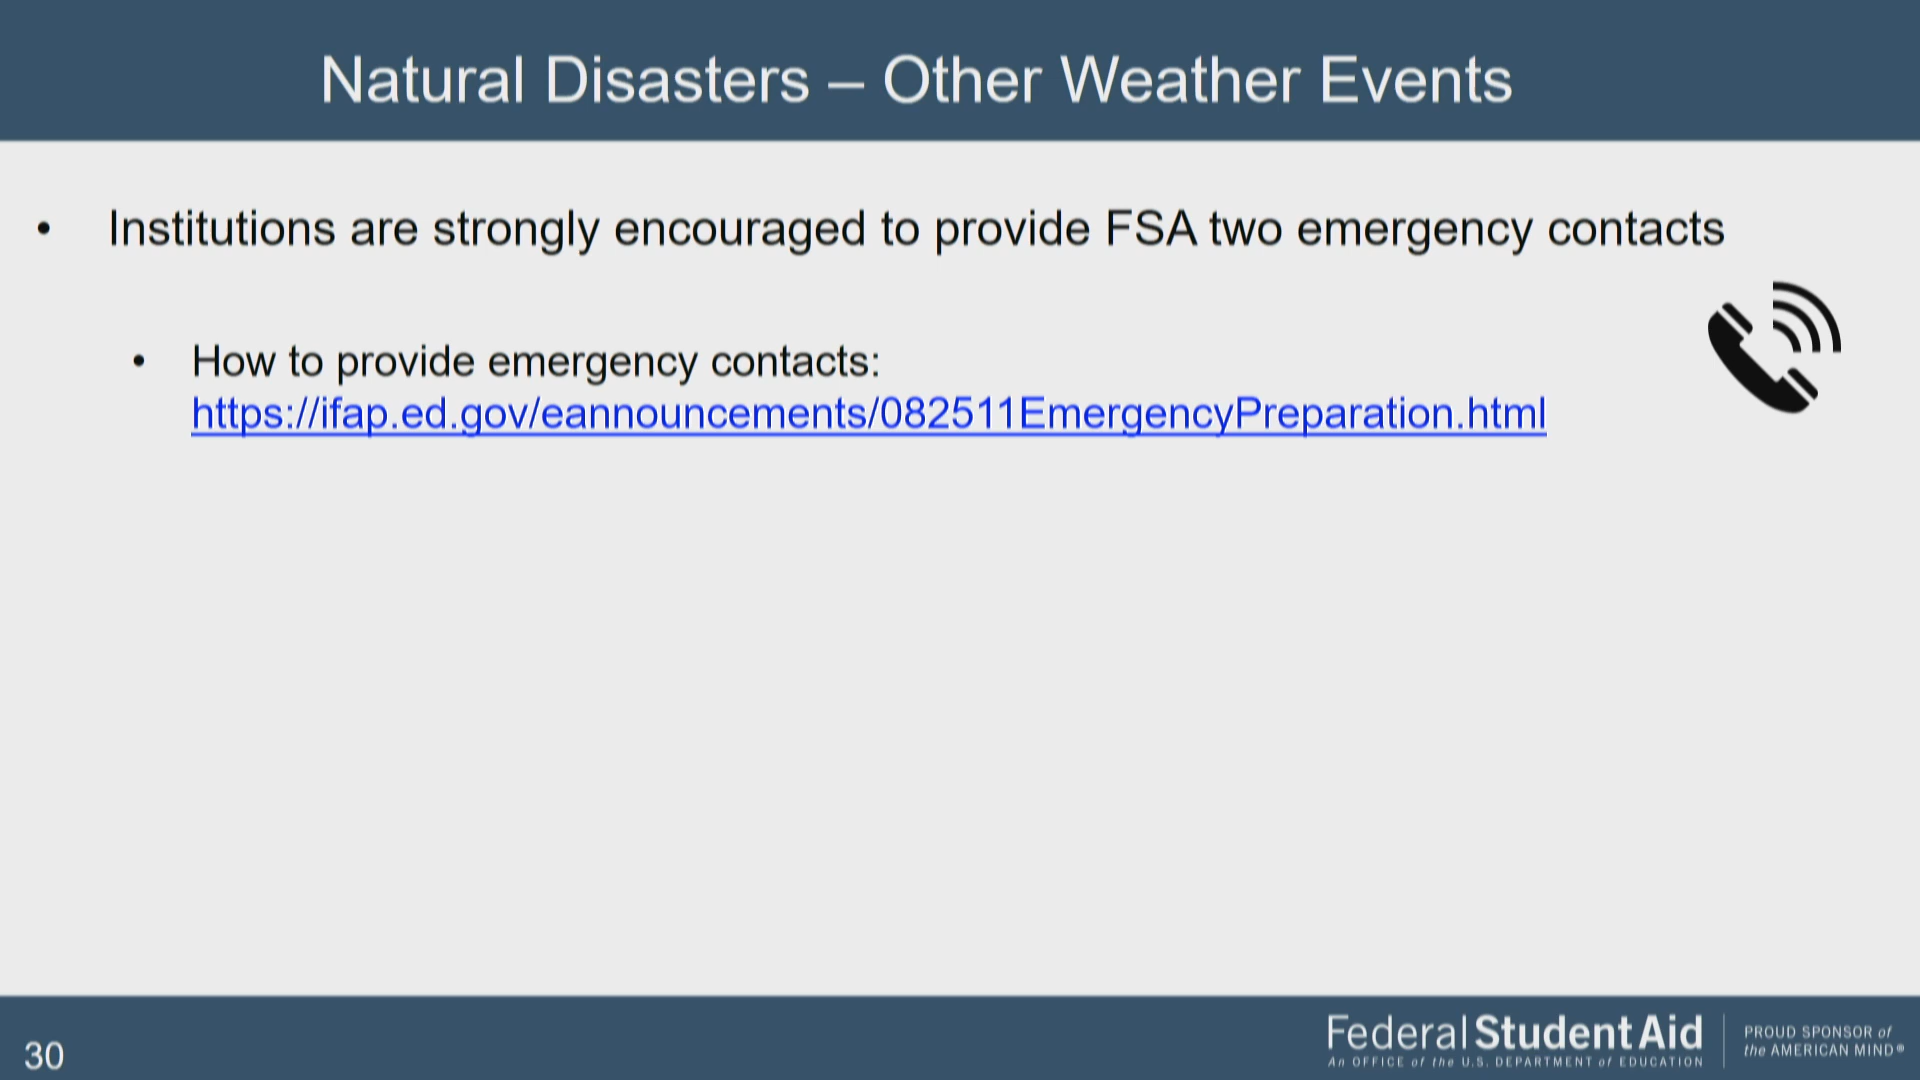 Natural Disasters – Other Weather Events
• Institutions are strongly encouraged to provide FSA two emergency contacts
• How to provide emergency contacts:
https://ifap.ed.gov/eannouncements/082511EmergencyPreparation.html
30
Federal Student Aid
An OFFICE of the U.S. DEPARTMENT of EDUCATION
PROUD SPONSOR of
the AMERICAN MIND®